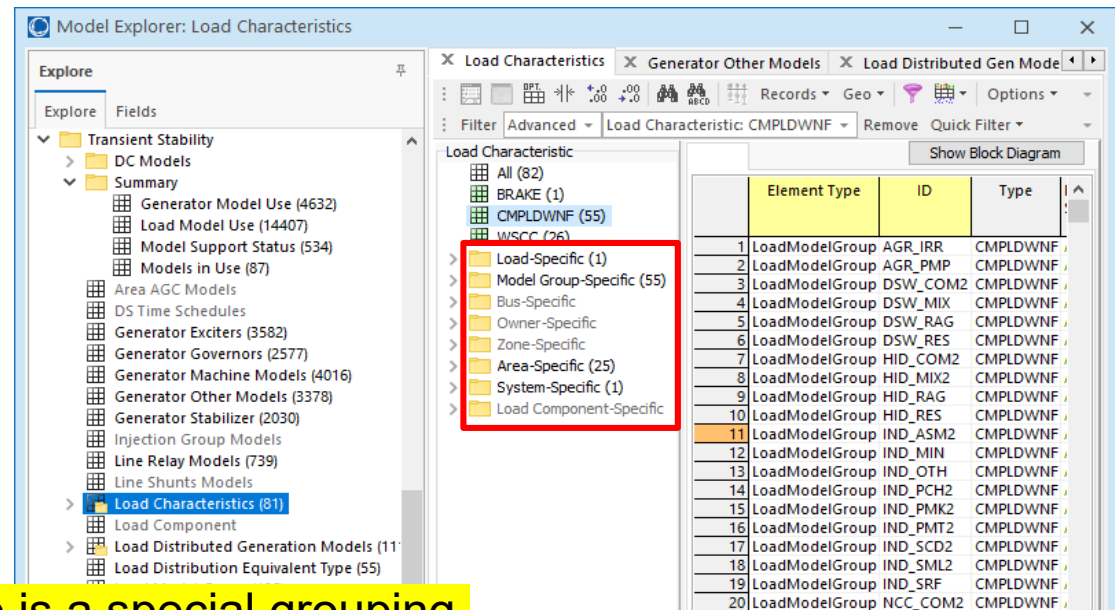 Model Explorer: Load Characteristics
Explore
Explore Fields
Transient Stability
DC Models
Summary
Generator Model Use (4632)
Load Model Use (14407)
Model Support Status (534)
Models in Use (87)
Area AGC Models
DS Time Schedules
Generator Exciters (3582)
Generator Governors (2577)
Generator Machine Models (4016)
Generator Other Models (3378)
Generator Stabilizer (2030)
Injection Group Models
Line Relay Models (739)
Line Shunts Models
Load Characteristics (81)
Load Component
Load Distributed Generation Models (11
Load Distribution Equivalent Type (55)
is a special grouping
X Load Characteristics X Generator Other Models X Load Distributed Gen Mode
Records Geo Options
Filter Advanced Load Characteristic: CMPLDWNF Remove Quick Filter
Load Characteristic
All (82)
BRAKE (1)
CMPLDWNF (55)
WSCC (26)
Load-Specific (1)
Model Group-Specific (55)
Bus-Specific
Owner-Specific
Zone-Specific
Area-Specific (25)
System-Specific (1)
Load Component-Specific
Show Block Diagram
Element Type ID Type
1 LoadModelGroup AGR_IRR CMPLDWNF
2 LoadModelGroup AGR_PMP CMPLDWNF
3 LoadModelGroup DSW_COM2 CMPLDWNF
4 LoadModelGroup DSW_MIX CMPLDWNF
5 LoadModelGroup DSW_RAG CMPLDWNF
6 LoadModelGroup DSW_RES CMPLDWNF
7 LoadModelGroup HID_COM2 CMPLDWNF
8 LoadModelGroup HID_MIX2 CMPLDWNF
9 LoadModelGroup HID_RAG CMPLDWNF
10 LoadModelGroup HID_RES CMPLDWNF
11 LoadModelGroup IND_ASM2 CMPLDWNF
12 LoadModelGroup IND_MIN CMPLDWNF
13 LoadModelGroup IND_OTH CMPLDWNF
14 LoadModelGroup IND_PCH2 CMPLDWNF
15 LoadModelGroup IND_PMK2 CMPLDWNF
16 LoadModelGroup IND_PMT2 CMPLDWNF
17 LoadModelGroup IND_SCD2 CMPLDWNF
18 LoadModelGroup IND_SML2 CMPLDWNF
19 LoadModelGroup IND_SRF CMPLDWNF
20 LoadModelGroup NCC_COM2 CMPLDWNF